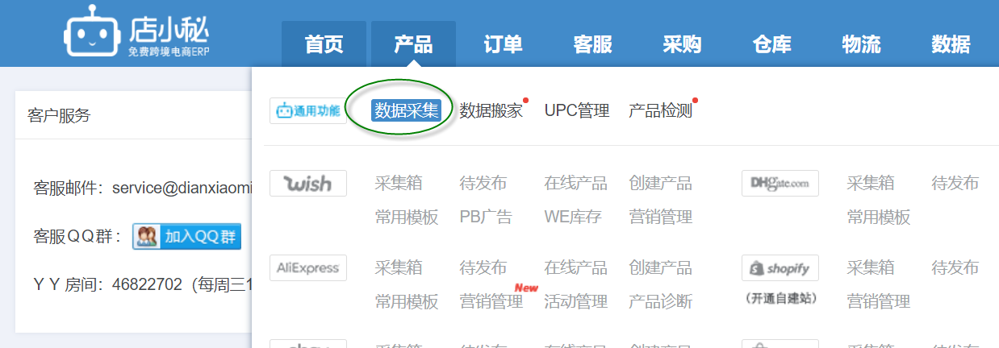 店小秘
免费跨境电商ERP
首页 产品 订单 客服 采购 仓库 物流 数据
通用功能 数据采集 数据搬家 UPC管理 产品检测
客户服务
客服邮件：service@dianxiaomi
客服QQ群： 加入QQ群
Y Y 房间：46822702（每周三1
wish 采集箱 待发布 在线产品 创建产品
常用模板 PB广告 WE库存 营销管理
DHgate.com 采集箱 待发布
常用模板
AliExpress 采集箱 待发布 在线产品 创建产品
常用模板 营销管理 New 活动管理 产品诊断
shopify 采集箱 待发布
（开通自建站） 营销管理